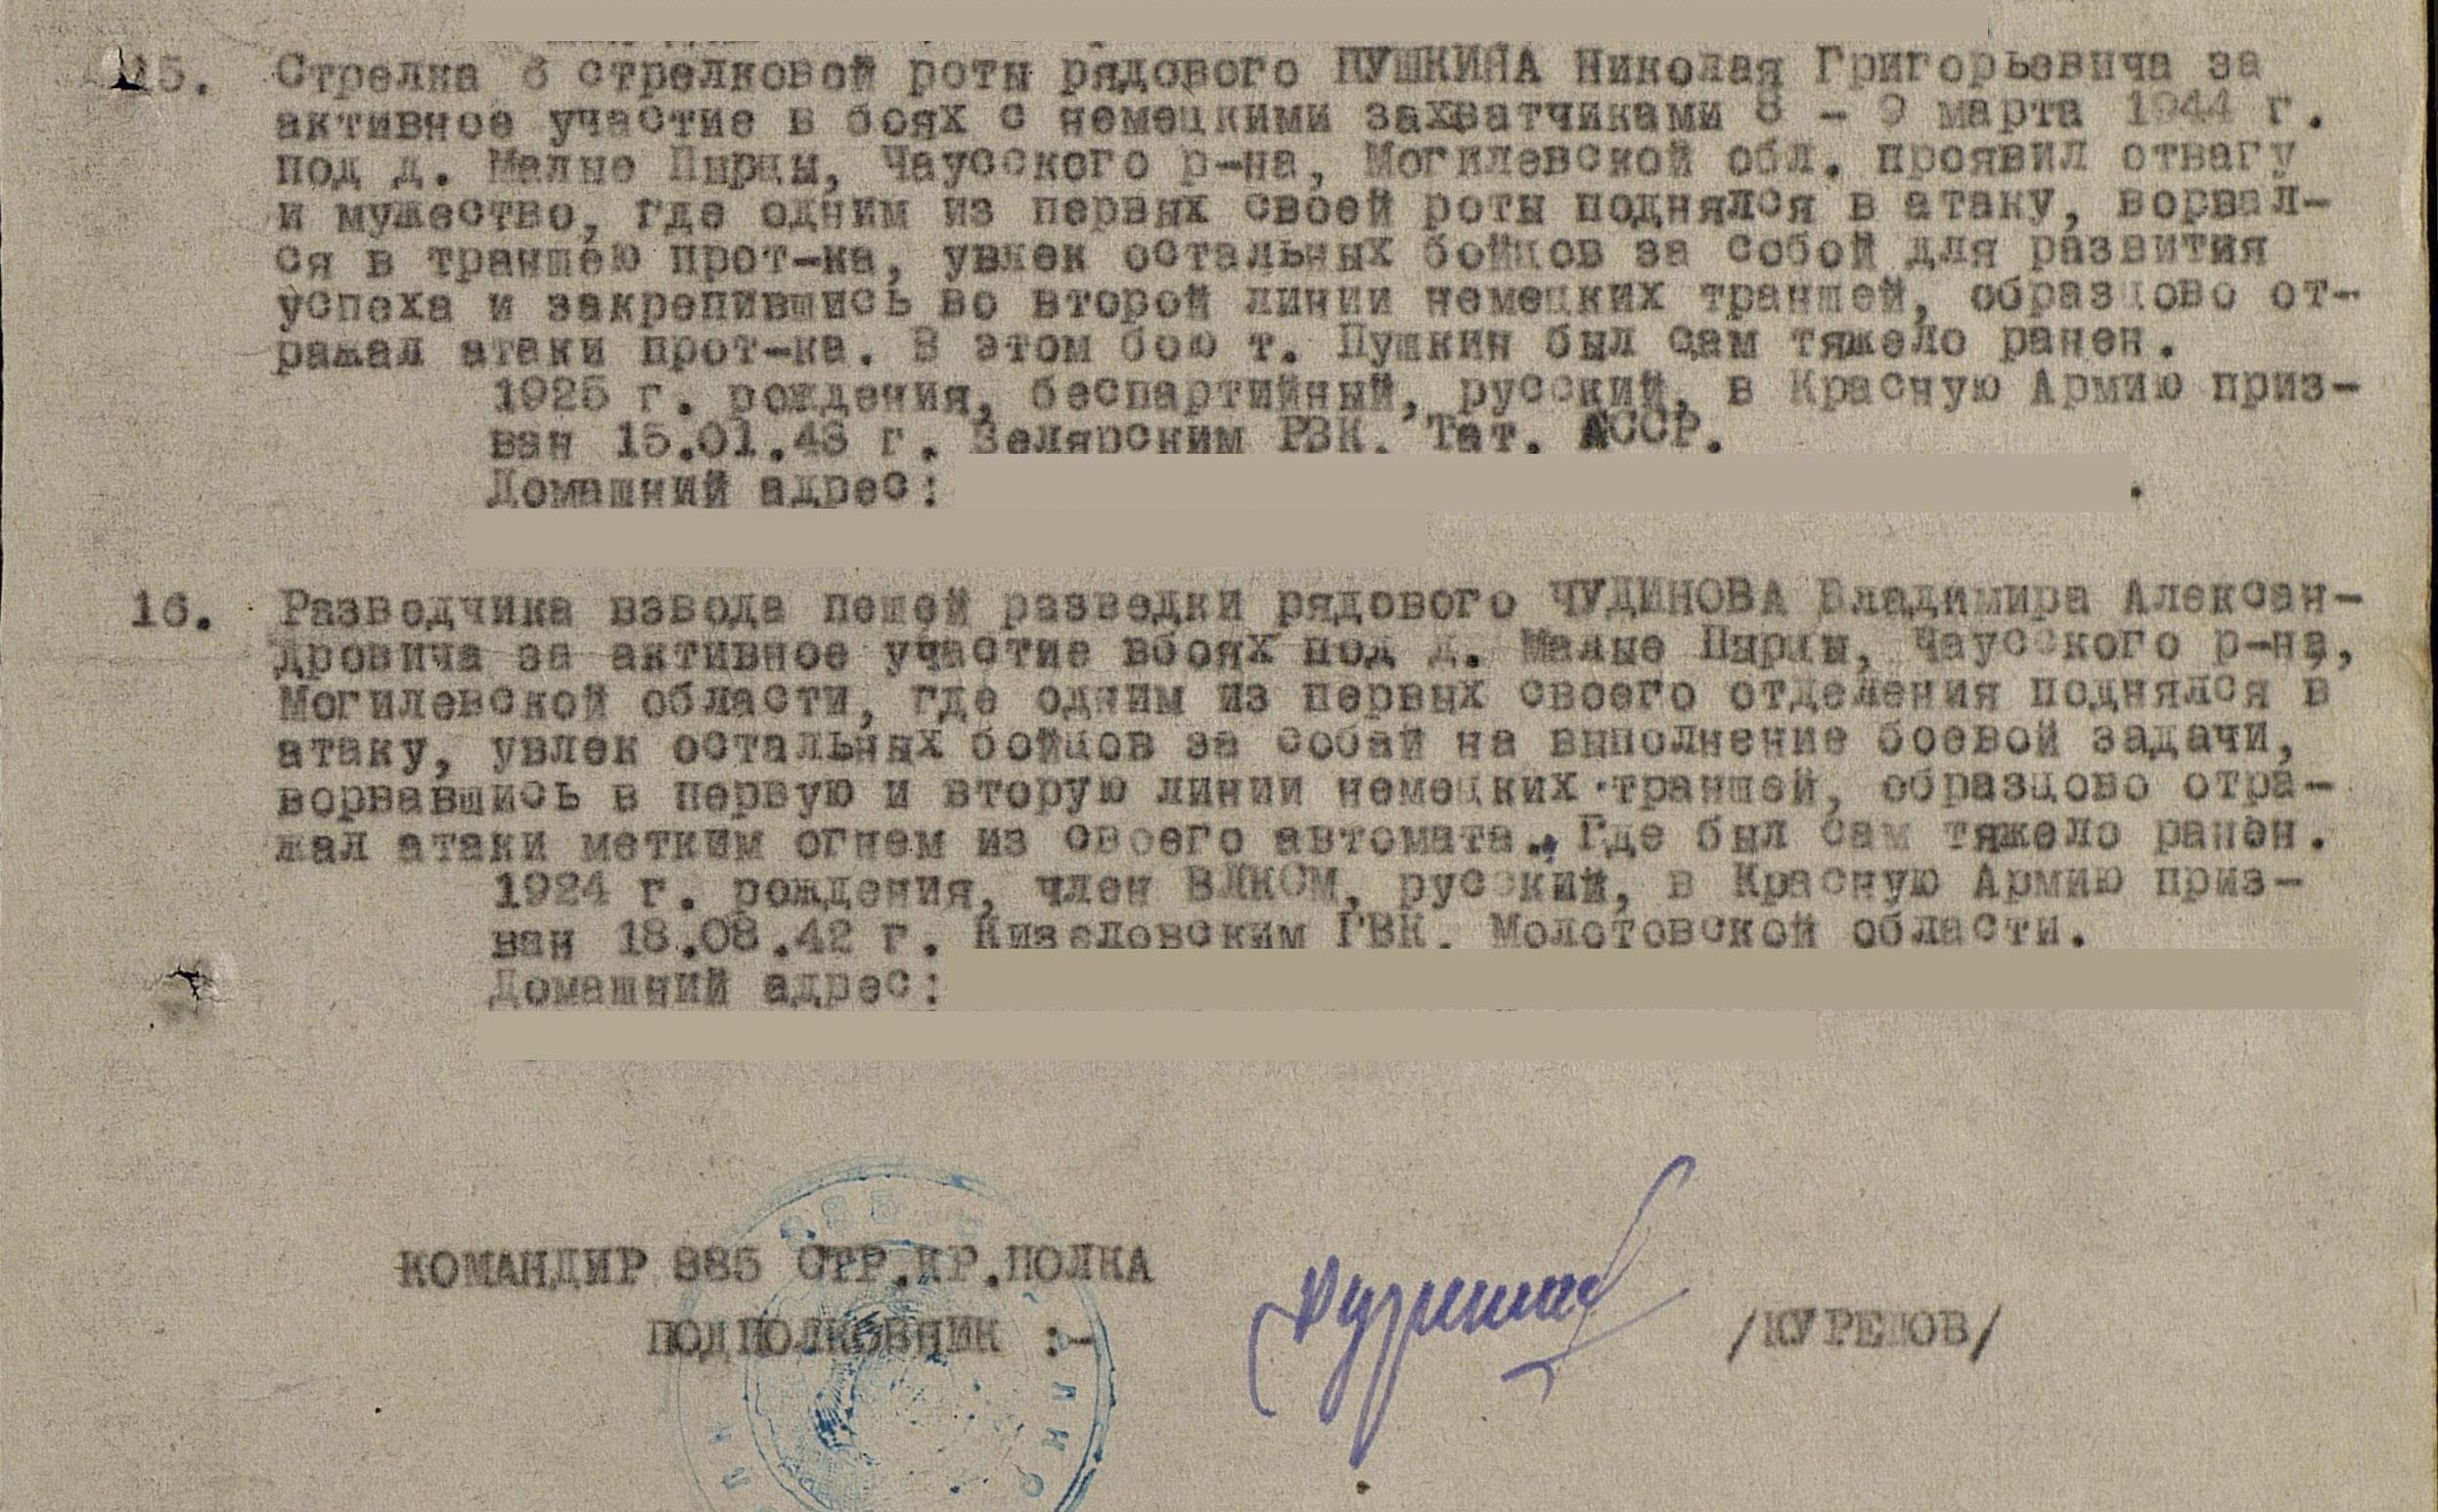 15. Стрелка 8 стрелковой роты рядового ПУШКИНА Николая Григорьевича за
активное участие в боях с немецкими захватчиками 8 - 9 марта 1944 г.
под д. Малые Пырцы, Чаусского р-на, Могилевской обл. проявил отвагу
и мужество, где одним из первых своей роты поднялся в атаку, ворвал-
ся в траншею прот-ка, увлек остальных бойцов за собой для развития
успеха и закрепившись во второй линии немецких траншей, образцово от-
ражал атаки прот-ка. В этом бою т. Пушкин был сам тяжело ранен.
1925 г. рождения, беспартийный, русский, в Красную Армию приз-
ван 15.01.43 г. Зелярским РВК, Тат. АССР.
Домашний адрес: .
16. Разведчика взвода пешей разведки рядового ЧУДИНОВА Владимира Алексан-
дровича за активное участие вбоях под д. Малые Пырцы, Чаусского р-на,
Могилевской области, где одним из первых своего отделения поднялся в
атаку, увлек остальных бойцов за собай на выполнение боевой задачи,
ворвавшись в первую и вторую линии немецких траншей, образцово отра-
жал атаки метким огнем из своего автомата. Где был сам тяжело ранен.
1924 г. рождения, член ВЛКСМ, русский, в Красную Армию приз-
ван 18.08.42 г. Кизеловским ГВК, Молотовской области.
Домашний адрес:
КОМАНДИР 885 СТР.КР.ПОЛКА
ПОДПОЛКОВНИК :-
/КУРЕПОВ/